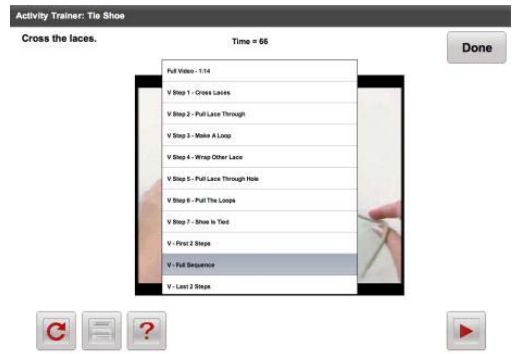 Activity Trainer: Tie Shoe
Cross the laces.
Time = 66
Done
Full Video - 1:14
V Step 1 - Cross Laces
V Step 2 - Pull Lace Through
V Step 3 - Make A Loop
V Step 4 - Wrap Other Lace
V Step 5 - Pull Lace Through Hole
V Step 6 - Pull The Loops
V Step 7 - Shoe Is Tied
V - First 2 Steps
V - Full Sequence
V - Last 2 Steps
?